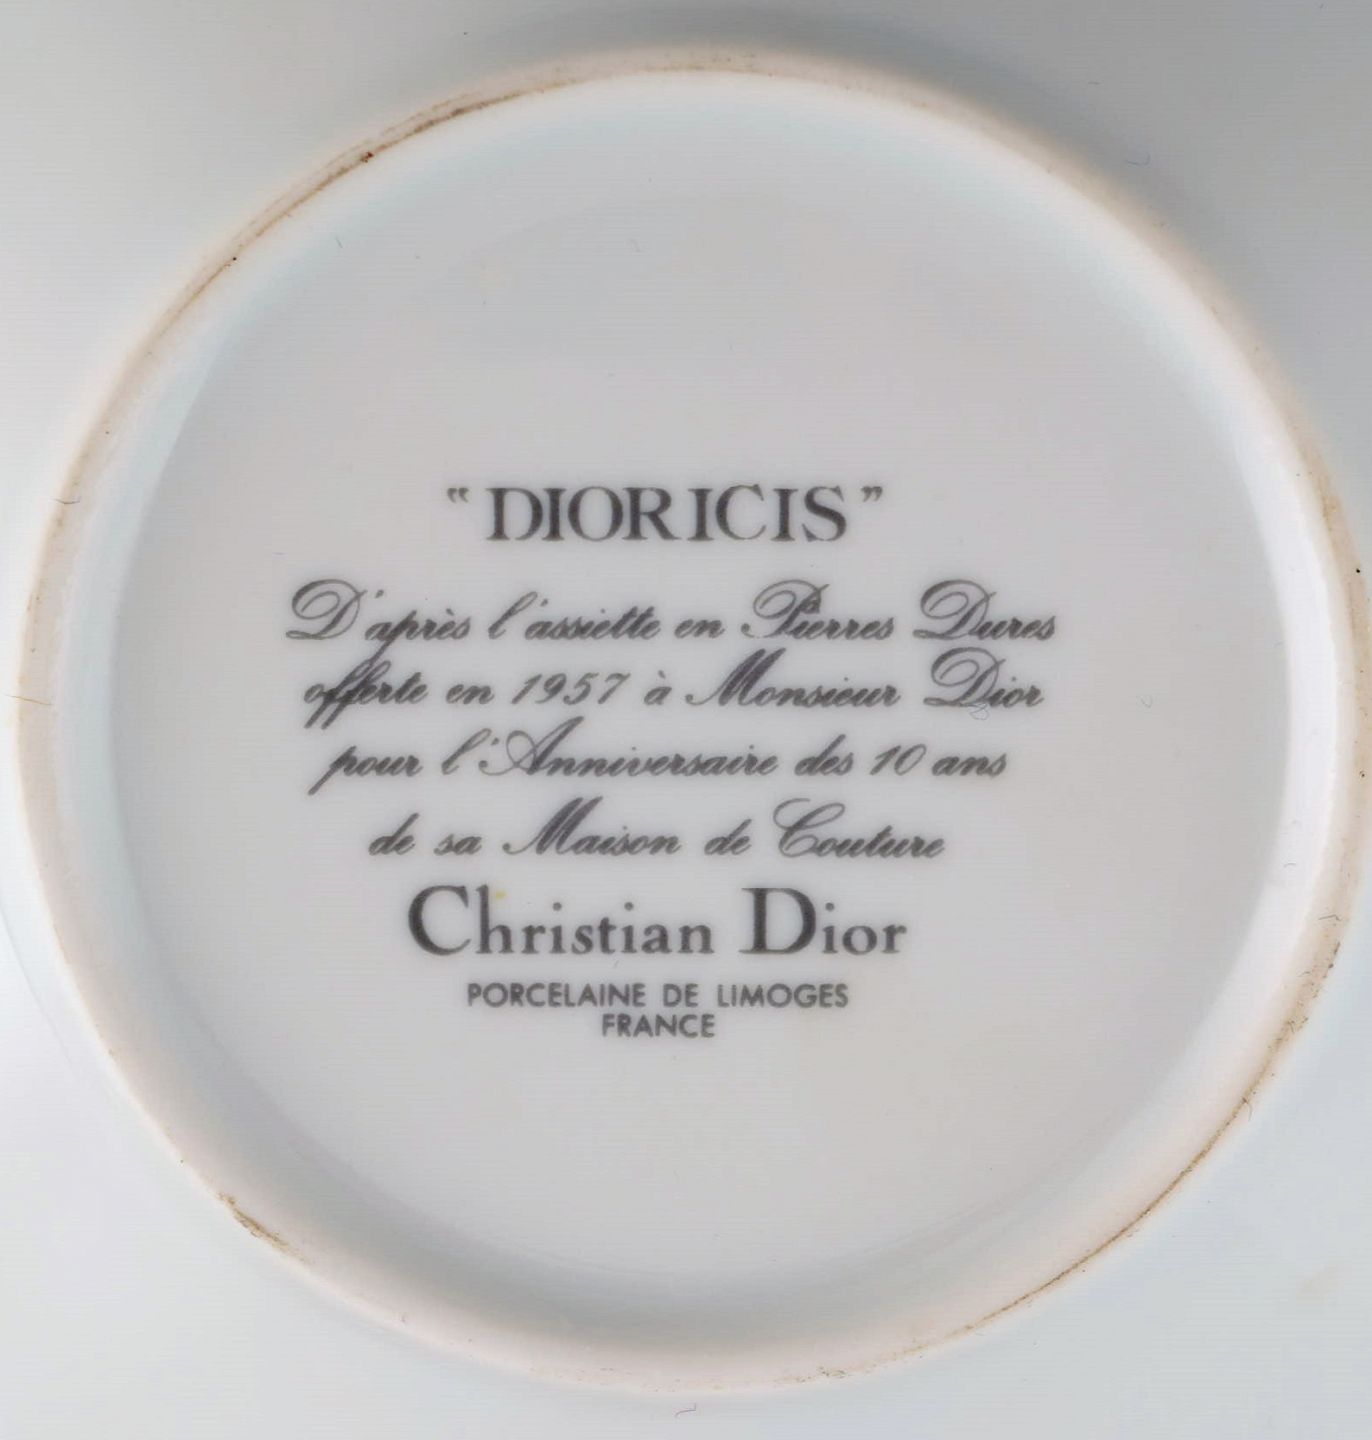 “DIORICIS”
D'après l'assiette en Pierres Dures
offerte en 1957 à Monsieur Dior
pour l'Anniversaire des 10 ans
de sa Maison de Couture
Christian Dior
PORCELAINE DE LIMOGES
FRANCE